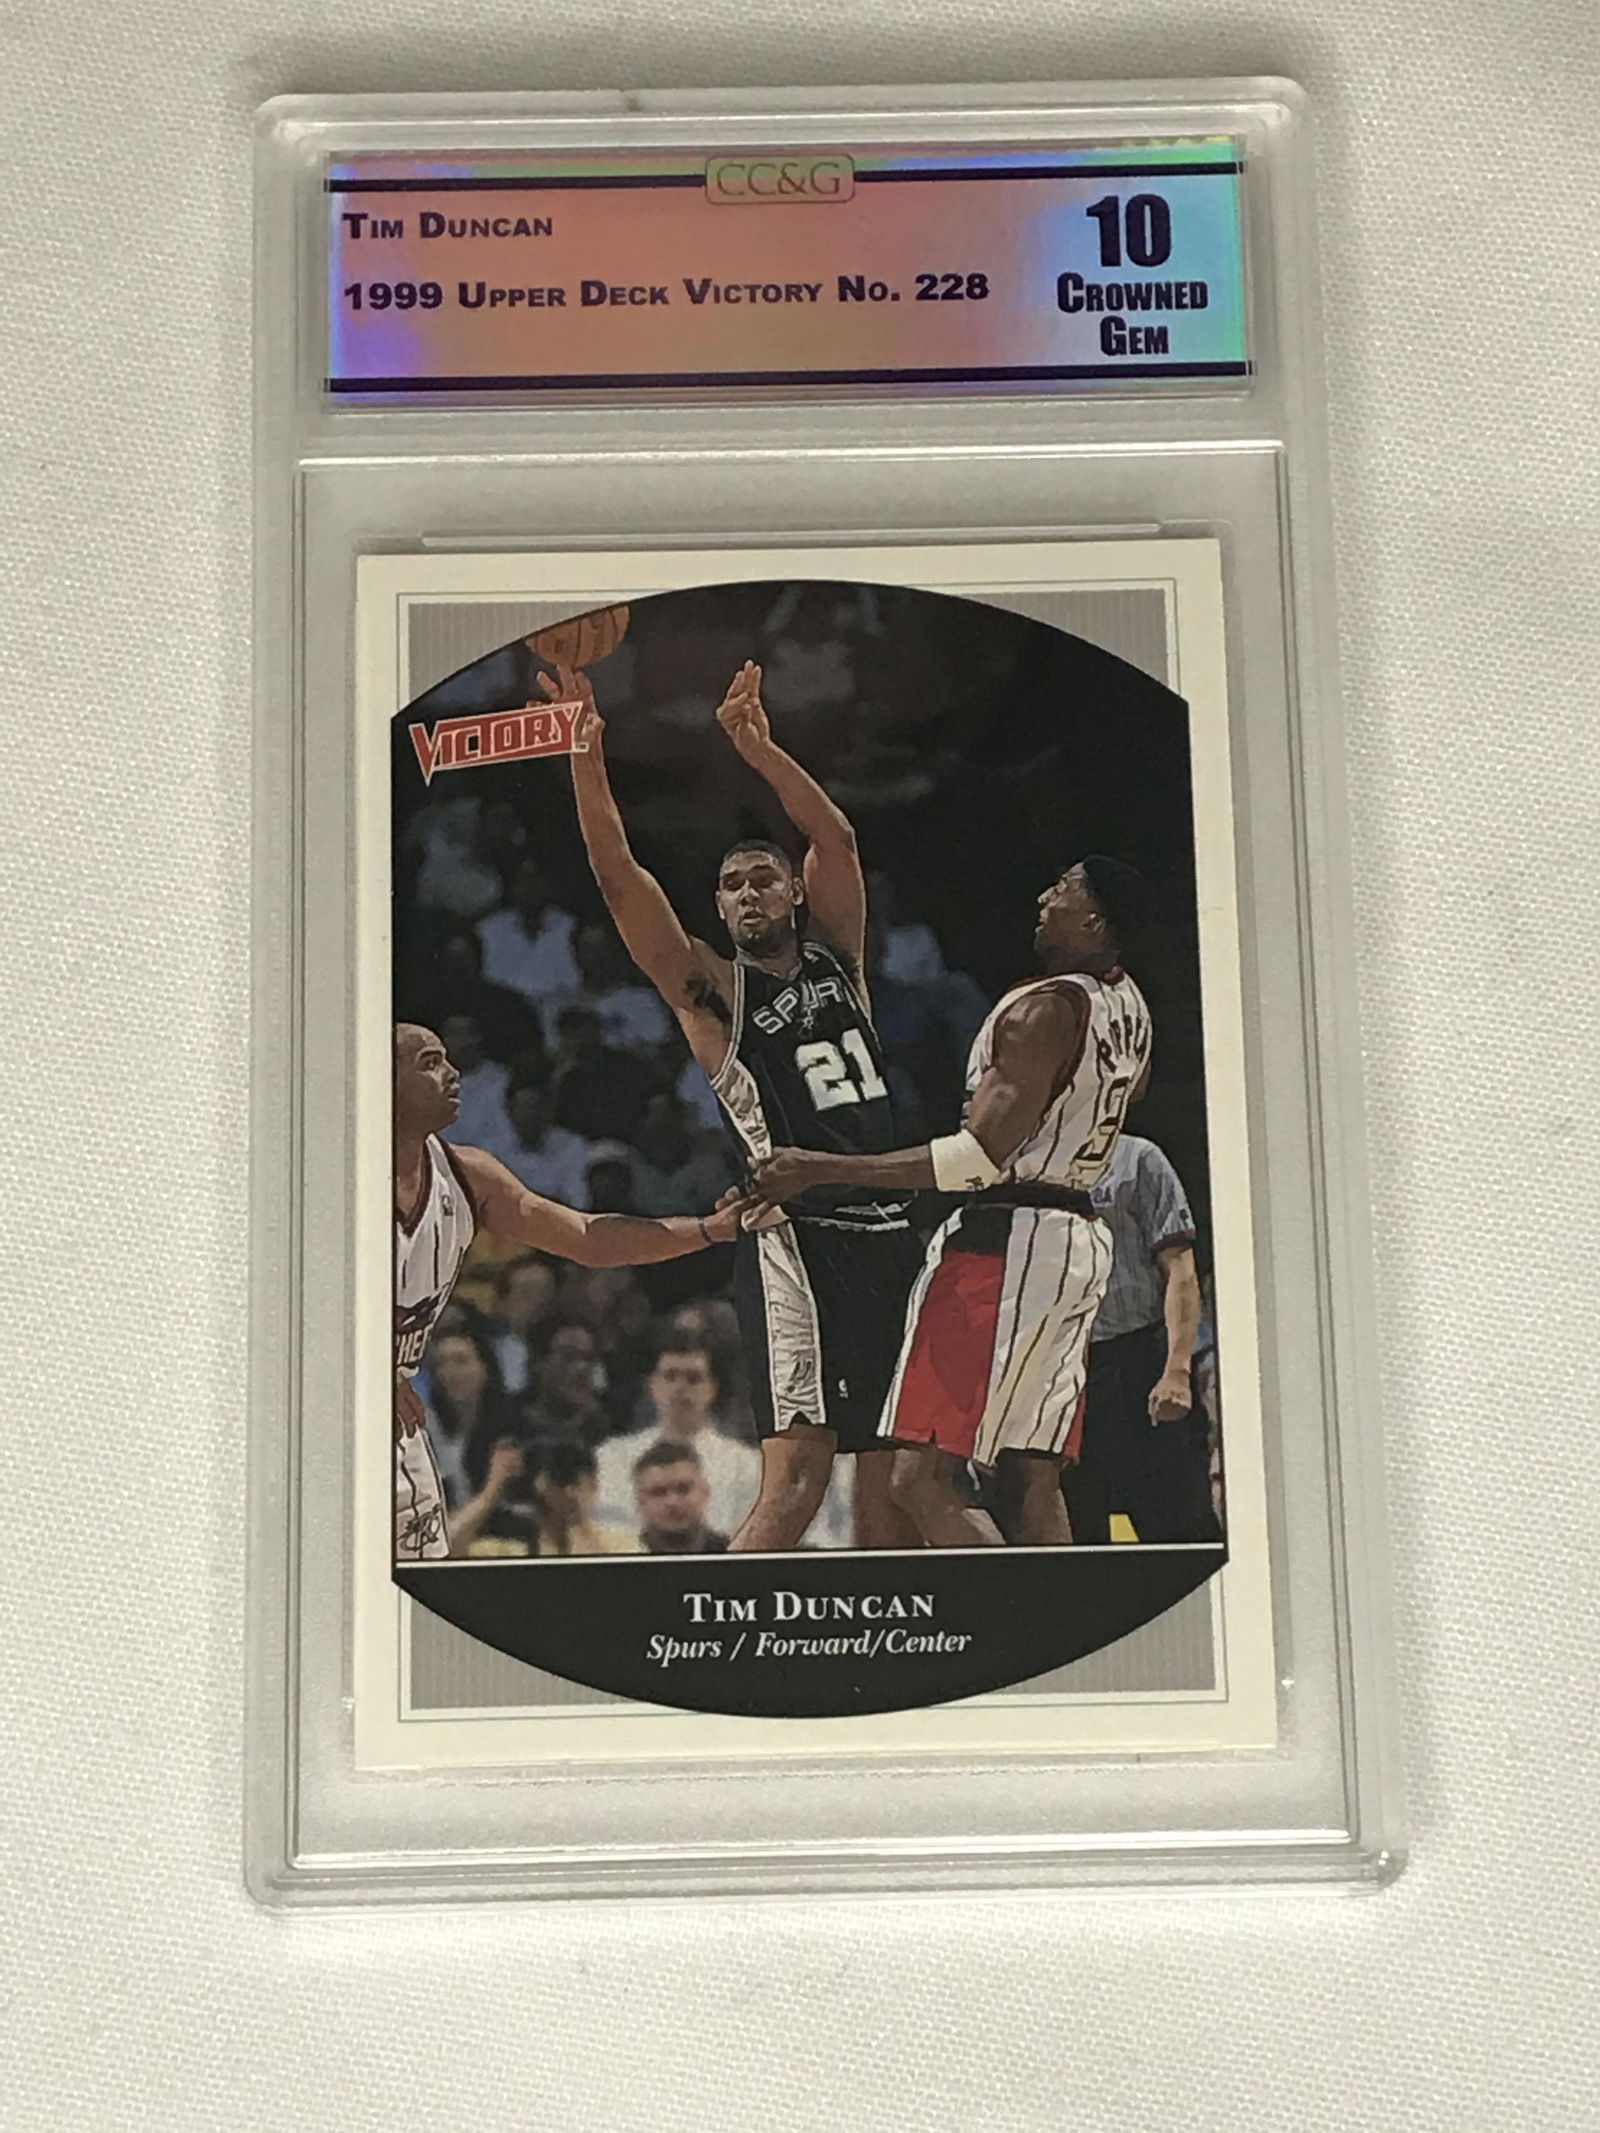 CC&G
TIM DUNCAN
1999 UPPER DECK VICTORY NO. 228
10
CROWNED
GEM
VICTORY
SPUR
21
TIM DUNCAN
Spurs / Forward/Center